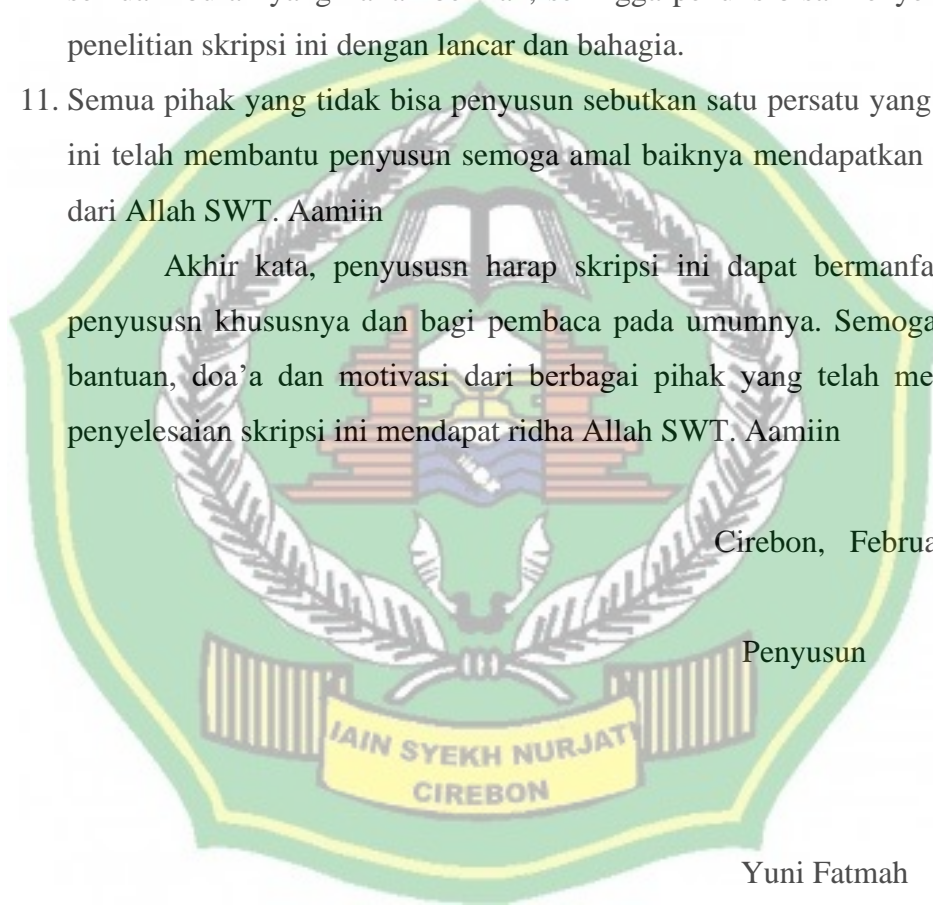 penelitian skripsi ini dengan lancar dan bahagia.
11. Semua pihak yang tidak bisa penyusun sebutkan satu persatu yang
ini telah membantu penyusun semoga amal baiknya mendapatkan
dari Allah SWT. Aamiin
Akhir kata, penyususn harap skripsi ini dapat
penyususn khususnya dan bagi pembaca pada umumnya. Semoga
bantuan, doa’a dan motivasi dari berbagai pihak yang telah
penyelesaian skripsi ini mendapat ridha Allah SWT. Aamiin
Cirebon,
Penyusun
IAIN SYEKH NURJATI
CIREBON
Yuni Fatmah